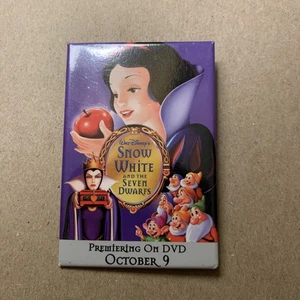 Walt Disney's
Snow
White
and the
Seven
Dwarfs
Premiering On DVD
October 9